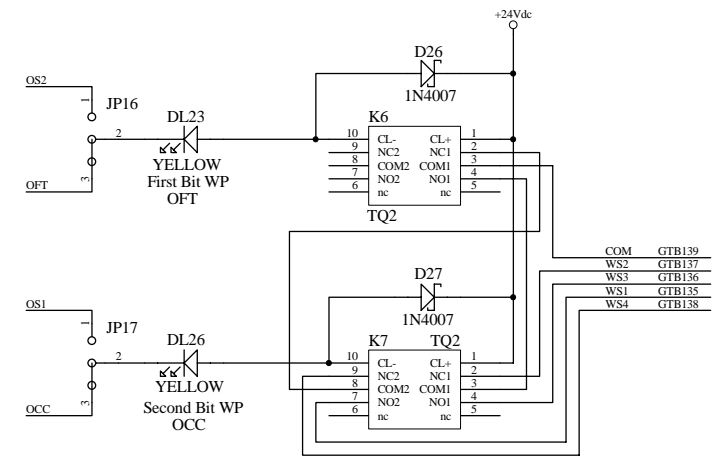 +24Vdc
D26
1N4007
OS2
1
JP16
2
3
OFT
DL23
YELLOW
First Bit WP
OFT
K6
10 CL- CL+ 1
9 NC2 NC1 2
8 COM2 COM1 3
7 NO2 NO1 4
6 nc nc 5
TQ2
COM GTB139
WS2 GTB137
WS3 GTB136
WS1 GTB135
WS4 GTB138
D27
1N4007
OS1
1
JP17
2
3
OCC
DL26
YELLOW
Second Bit WP
OCC
K7 TQ2
10 CL- CL+ 1
9 NC2 NC1 2
8 COM2 COM1 3
7 NO2 NO1 4
6 nc nc 5